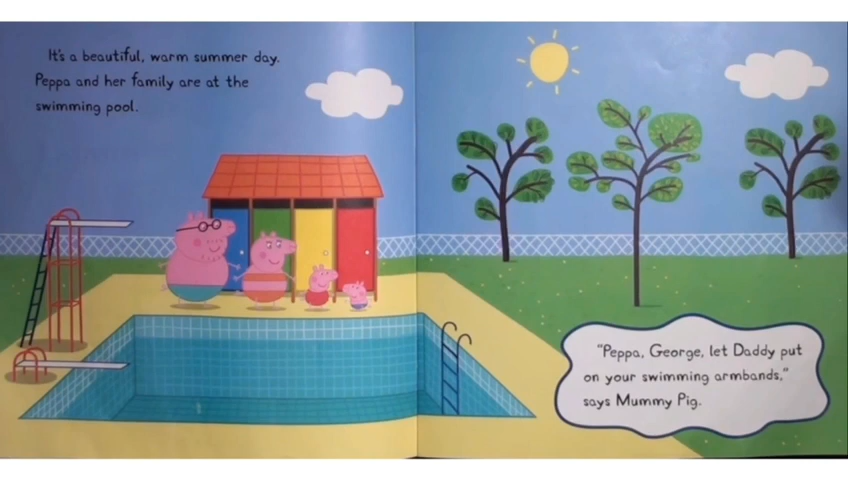 It's a beautiful, warm summer day.
Peppa and her family are at the
swimming pool.
"Peppa, George, let Daddy put
on your swimming armbands,"
says Mummy Pig.